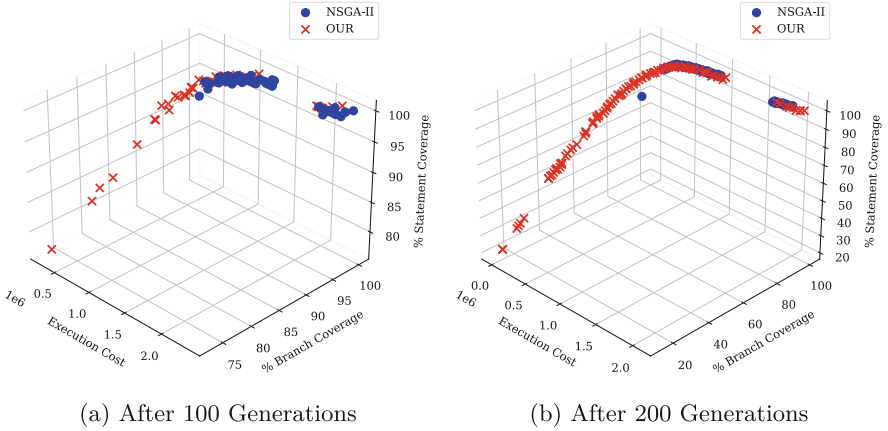 NSGA-II
OUR
100
95
90
85
80
% Statement Coverage
1e6
0.5
1.0
1.5
2.0
Execution Cost
75
80
85
90
95
100
% Branch Coverage
(a) After 100 Generations
NSGA-II
OUR
100
90
80
70
60
50
40
30
20
% Statement Coverage
1e6
0.0
0.5
1.0
1.5
2.0
Execution Cost
20
40
60
80
100
% Branch Coverage
(b) After 200 Generations